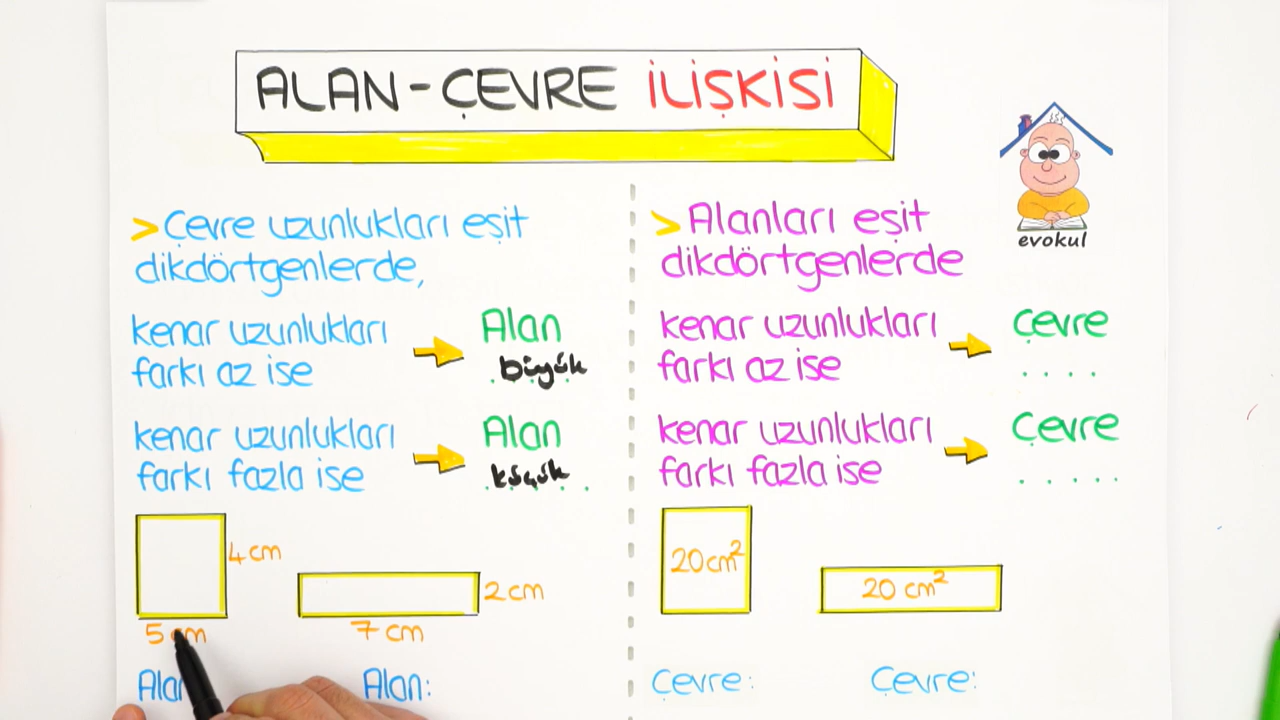 ALAN-ÇEVRE İLİŞKİSİ
evokul
> Çevre uzunlukları eşit
dikdörtgenlerde,
kenar uzunlukları
farkı az ise
Alan
büyük
kenar uzunlukları
farkı fazla ise
Alan
küçük
4 cm
5 cm
2 cm
7 cm
Alan:
> Alanları eşit
dikdörtgenlerde
kenar uzunlukları
farkı az ise
Çevre
. . . .
kenar uzunlukları
farkı fazla ise
Çevre
. . . . .
20cm²
20 cm²
Çevre:
Çevre: